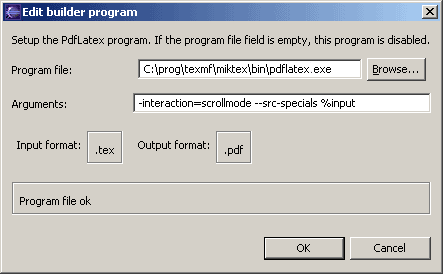 Edit builder program
Setup the PdfLatex program. If the program file field is empty, this program is disabled.
Program file: C:\prog\texmf\miktex\bin\pdflatex.exe Browse...
Arguments: -interaction=scrollmode --src-specials %input
Input format: .tex Output format: .pdf
Program file ok
OK Cancel